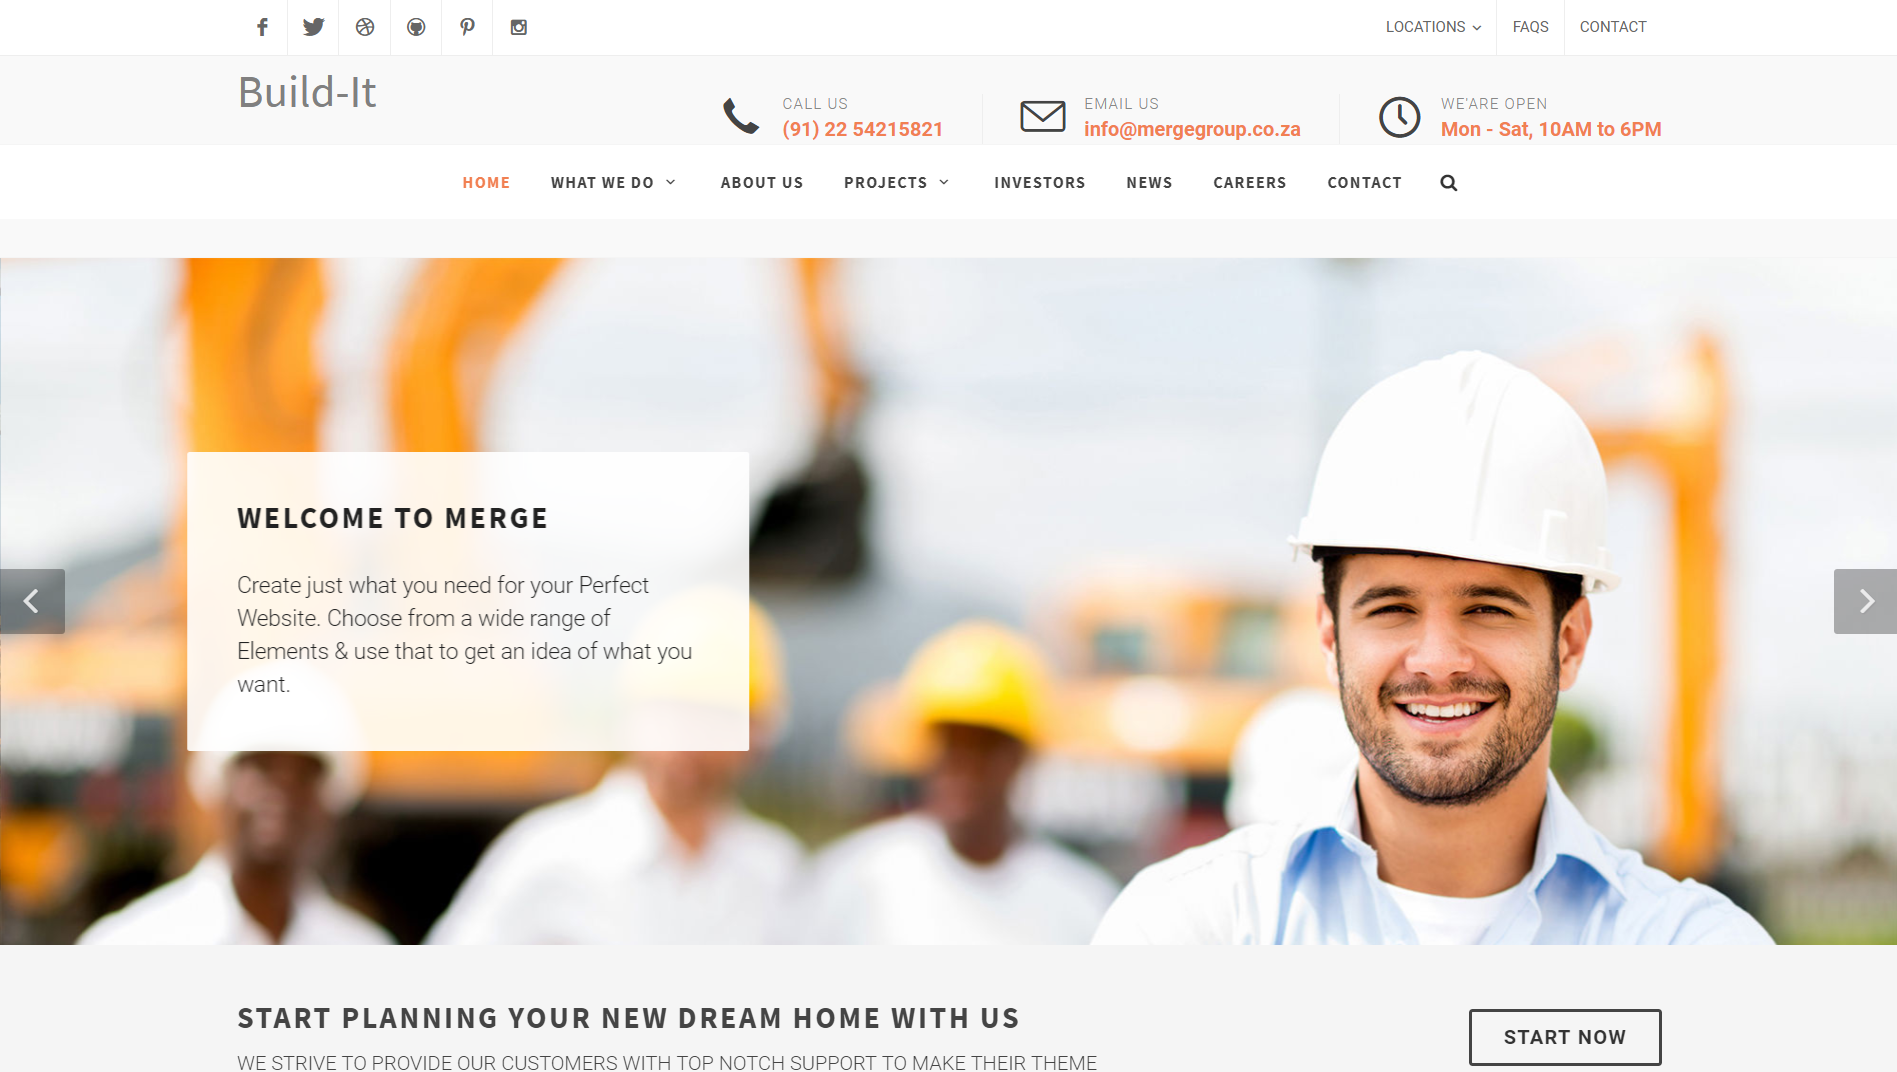 LOCATIONS
FAQS
CONTACT
Build-It
CALL US
(91) 22 54215821
EMAIL US
info@mergegroup.co.za
WE'ARE OPEN
Mon - Sat, 10AM to 6PM
HOME
WHAT WE DO
ABOUT US
PROJECTS
INVESTORS
NEWS
CAREERS
CONTACT
WELCOME TO MERGE
Create just what you need for your Perfect
Website. Choose from a wide range of
Elements & use that to get an idea of what you
want.
START PLANNING YOUR NEW DREAM HOME WITH US
WE STRIVE TO PROVIDE OUR CUSTOMERS WITH TOP NOTCH SUPPORT TO MAKE THEIR THEME
START NOW